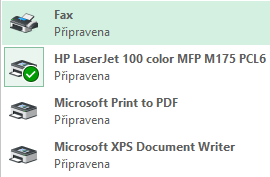 Fax
Připravena
HP LaserJet 100 color MFP M175 PCL6
Připravena
Microsoft Print to PDF
Připravena
Microsoft XPS Document Writer
Připravena